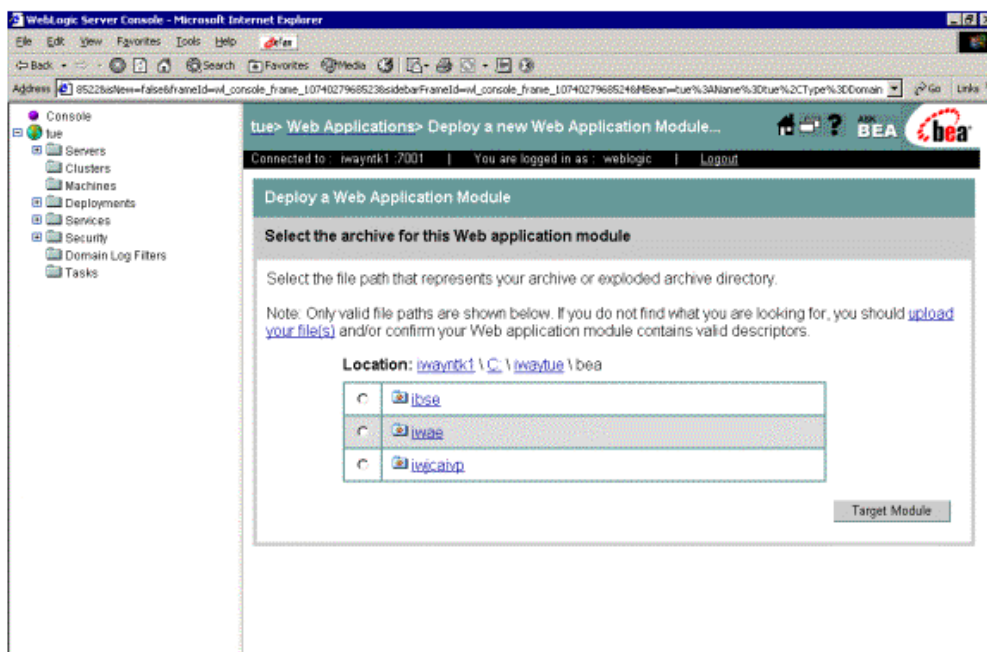 WebLogic Server Console - Microsoft Internet Explorer
File Edit View Favorites Tools Help
Back Search Favorites Media
Address Go Links
Console
tue
Servers
Clusters
Machines
Deployments
Services
Security
Domain Log Filters
Tasks
tue> Web Applications> Deploy a new Web Application Module...
? ASK BEA bea
Connected to : iwayntk1 :7001 | You are logged in as : weblogic | Logout
Deploy a Web Application Module
Select the archive for this Web application module
Select the file path that represents your archive or exploded archive directory.
Note: Only valid file paths are shown below. If you do not find what you are looking for, you should upload
your file(s) and/or confirm your Web application module contains valid descriptors.
Location: iwayntk1 \ C: \ iwaytue \ bea
ibse
iwae
iwjcaivp
Target Module